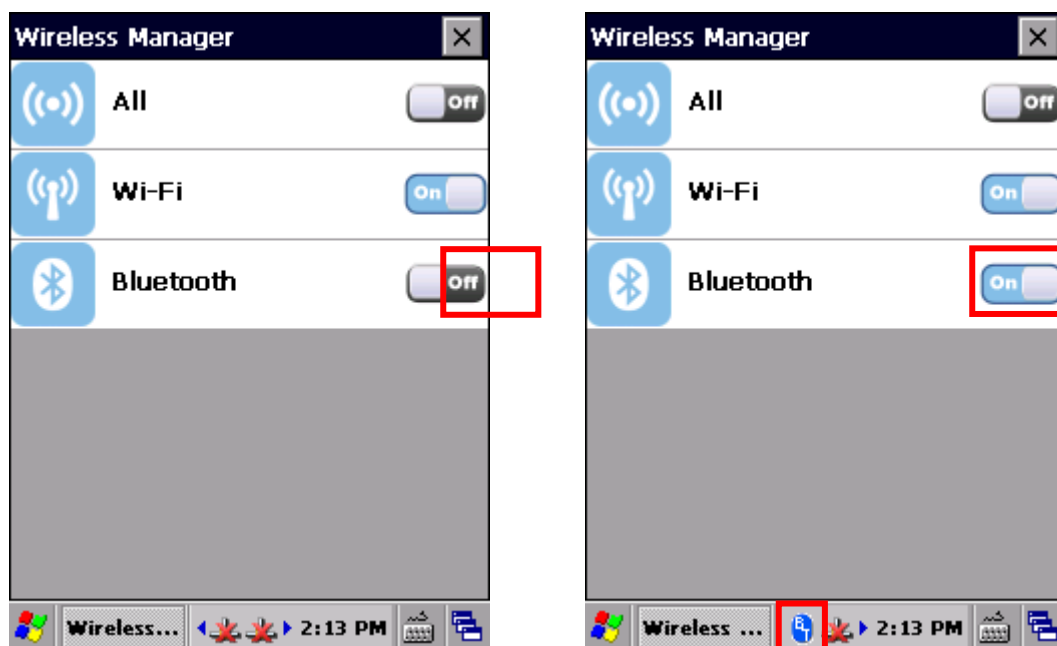 Wireless Manager
All
Off
Wi-Fi
On
Bluetooth
Off
Wireless...
2:13 PM
Wireless Manager
All
Off
Wi-Fi
On
Bluetooth
On
Wireless ...
BT
2:13 PM